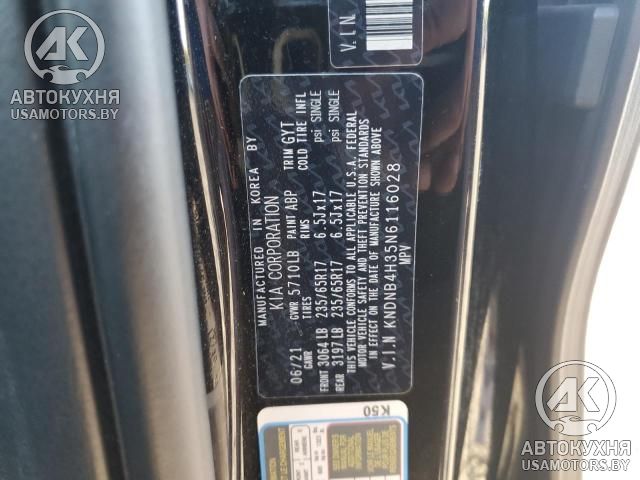 AK
АВТОКУХНЯ
USAMOTORS.BY
V.I.N
MANUFACTURED IN KOREA BY
KIA CORPORATION
06/21 GVWR 5710LB PAINT ABP TRIM GYT
GAWR TIRES RIMS COLD TIRE INFL
FRONT 3064LB 235/65R17 6.5Jx17 psi SINGLE
REAR 3197LB 235/65R17 6.5Jx17 psi SINGLE
THIS VEHICLE CONFORMS TO ALL APPLICABLE U.S.A. FEDERAL
MOTOR VEHICLE SAFETY AND THEFT PREVENTION STANDARDS
IN EFFECT ON THE DATE OF MANUFACTURE SHOWN ABOVE
V.I.N KNDNB4H35N6116028
MPV
K50
AK
АВТОКУХНЯ
USAMOTORS.BY